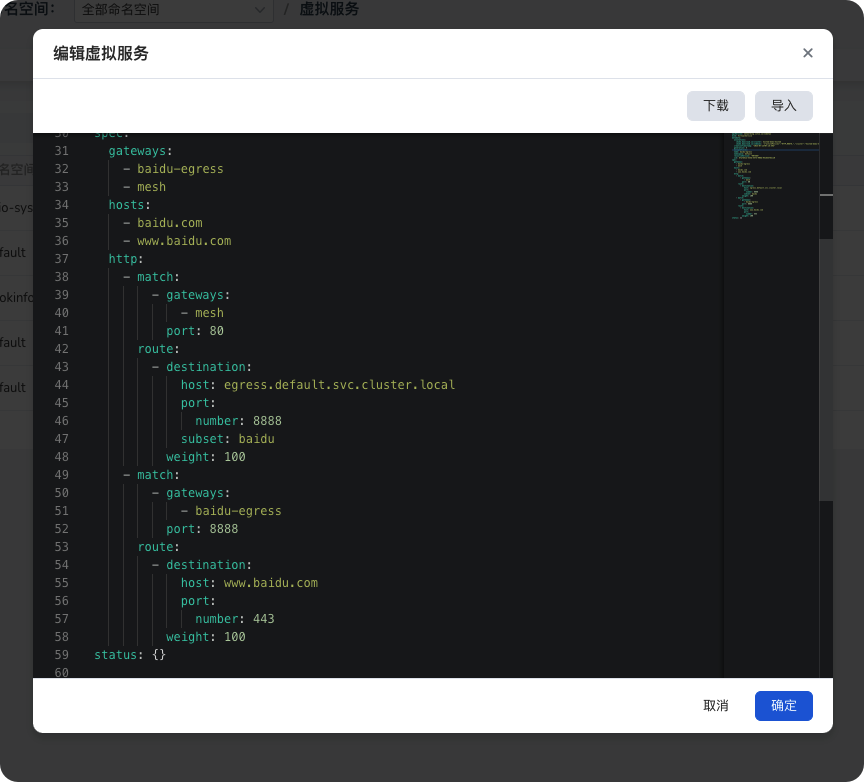 名空间： 全部命名空间 / 虚拟服务
编辑虚拟服务
下载 导入
名空间
io-sys
fault
okinfo
fault
fault
30 spec:
31 gateways:
32 - baidu-egress
33 - mesh
34 hosts:
35 - baidu.com
36 - www.baidu.com
37 http:
38 - match:
39 - gateways:
40 - mesh
41 port: 80
42 route:
43 - destination:
44 host: egress.default.svc.cluster.local
45 port:
46 number: 8888
47 subset: baidu
48 weight: 100
49 - match:
50 - gateways:
51 - baidu-egress
52 port: 8888
53 route:
54 - destination:
55 host: www.baidu.com
56 port:
57 number: 443
58 weight: 100
59 status: {}
60
取消 确定